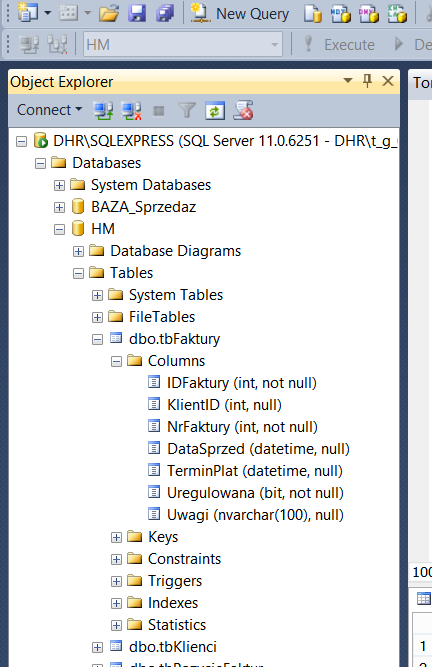 New Query
HM
Execute
De
Object Explorer
To
Connect
DHR\SQLEXPRESS (SQL Server 11.0.6251 - DHR\t_g_
Databases
System Databases
BAZA_Sprzedaz
HM
Database Diagrams
Tables
System Tables
FileTables
dbo.tbFaktury
Columns
IDFaktury (int, not null)
KlientID (int, null)
NrFaktury (int, not null)
DataSprzed (datetime, null)
TerminPlat (datetime, null)
Uregulowana (bit, not null)
Uwagi (nvarchar(100), null)
Keys
Constraints
Triggers
100
Indexes
Statistics
dbo.tbKlienci
1